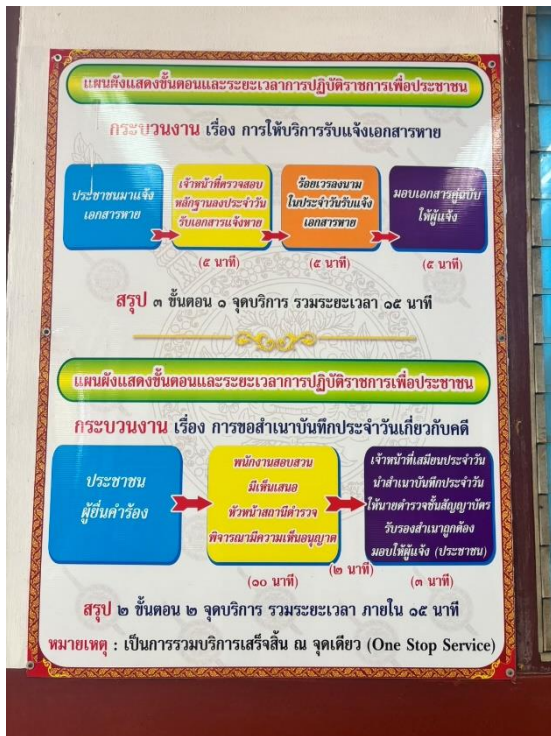 แผนผังแสดงขั้นตอนและระยะเวลาการปฏิบัติราชการเพื่อประชาชน
กระบวนงาน เรื่อง การให้บริการรับแจ้งเอกสารหาย
ประชาชนมาแจ้ง
เอกสารหาย
เจ้าหน้าที่ตรวจสอบ
หลักฐานลงประจำวัน
รับเอกสารแจ้งหาย
(๕ นาที)
ร้อยเวรลงนาม
ในประจำวันรับแจ้ง
เอกสารหาย
(๕ นาที)
มอบเอกสารคู่ฉบับ
ให้ผู้แจ้ง
(๕ นาที)
สรุป ๓ ขั้นตอน ๑ จุดบริการ รวมระยะเวลา ๑๕ นาที
แผนผังแสดงขั้นตอนและระยะเวลาการปฏิบัติราชการเพื่อประชาชน
กระบวนงาน เรื่อง การขอสำเนาบันทึกประจำวันเกี่ยวกับคดี
ประชาชน
ผู้ยื่นคำร้อง
พนักงานสอบสวน
มีเห็นเสนอ
หัวหน้าสถานีตำรวจ
พิจารณามีความเห็นอนุญาต
(๑๐ นาที)
(๒ นาที)
เจ้าหน้าที่เสมียนประจำวัน
นำสำเนาบันทึกประจำวัน
ให้นายตำรวจชั้นสัญญาบัตร
รับรองสำเนาถูกต้อง
มอบให้ผู้แจ้ง (ประชาชน)
(๓ นาที)
สรุป ๒ ขั้นตอน ๒ จุดบริการ รวมระยะเวลา ภายใน ๑๕ นาที
หมายเหตุ : เป็นการรวมบริการเสร็จสิ้น ณ จุดเดียว (One Stop Service)